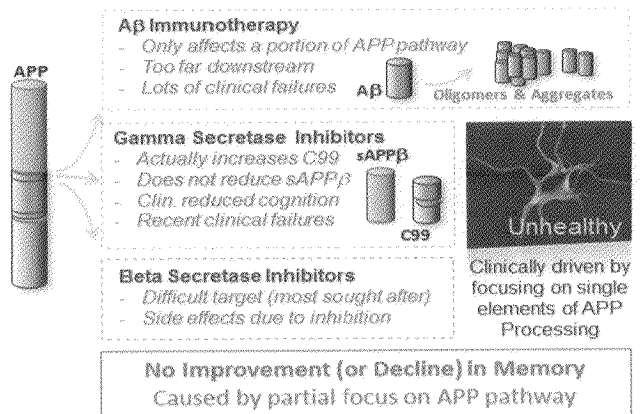 APP
Aβ Immunotherapy
- Only affects a portion of APP pathway
- Too far downstream
- Lots of clinical failures
Aβ
Oligomers & Aggregates
Gamma Secretase Inhibitors
- Actually increases C99
- Does not reduce sAPPβ
- Clin. reduced cognition
- Recent clinical failures
sAPPβ
C99
Unhealthy
Clinically driven by
focusing on single
elements of APP
Processing
Beta Secretase Inhibitors
- Difficult target (most sought after)
- Side effects due to inhibition
No Improvement (or Decline) in Memory
Caused by partial focus on APP pathway